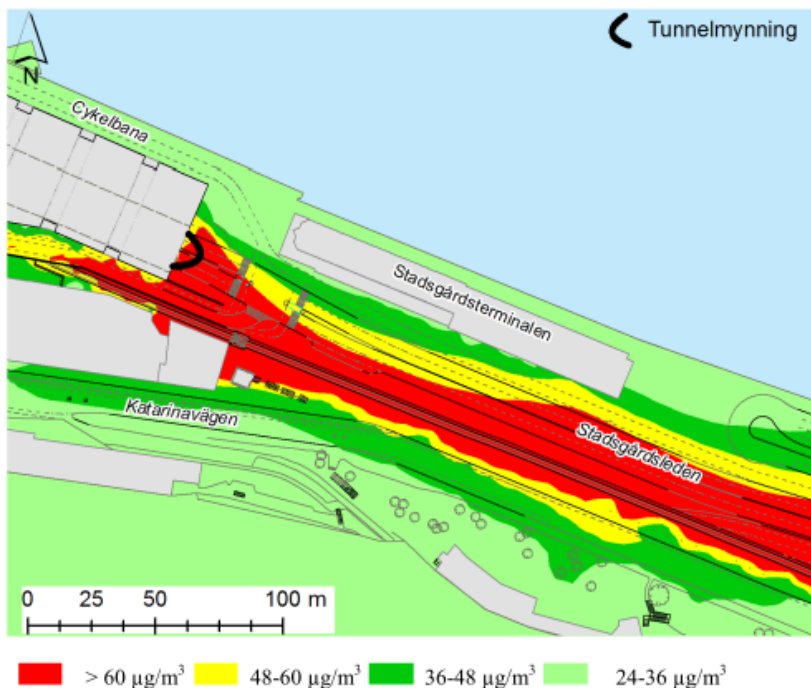 Tunnelmynning
N
Cykelbana
Stadsgårdsterminalen
Katarinavägen
Stadsgårdsleden
0 25 50 100 m
> 60 µg/m³ 48-60 µg/m³ 36-48 µg/m³ 24-36 µg/m³